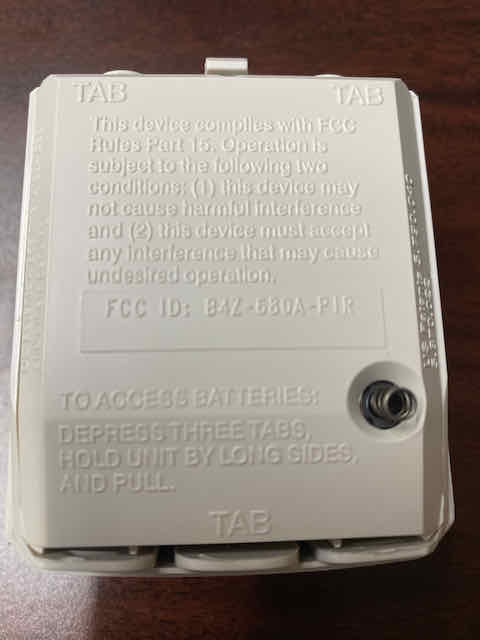 TAB TAB
This device complies with FCC
Rules Part 15. Operation is
subject to the following two
conditions: (1) this device may
not cause harmful interference
and (2) this device must accept
any interference that may cause
undesired operation.
FCC ID: B4Z-680A-PIR
TO ACCESS BATTERIES:
DEPRESS THREE TABS,
HOLD UNIT BY LONG SIDES,
AND PULL.
TAB